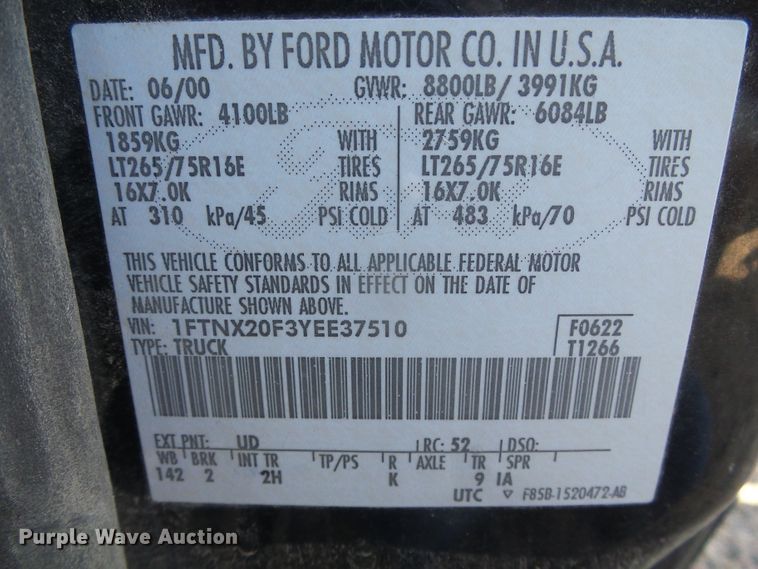 MFD. BY FORD MOTOR CO. IN U.S.A.
DATE: 06/00 GVWR: 8800LB/ 3991KG
FRONT GAWR: 4100LB REAR GAWR: 6084LB
1859KG WITH 2759KG WITH
LT265/75R16E TIRES LT265/75R16E TIRES
16X7.0K RIMS 16X7.0K RIMS
AT 310 kPa/45 PSI COLD AT 483 kPa/70 PSI COLD
THIS VEHICLE CONFORMS TO ALL APPLICABLE FEDERAL MOTOR
VEHICLE SAFETY STANDARDS IN EFFECT ON THE DATE OF
MANUFACTURE SHOWN ABOVE.
VIN: 1FTNX20F3YEE37510 F0622
TYPE: TRUCK T1266
EXT PNT: UD RC: 52 DSO:
WB BRK INT TR TP/PS R AXLE TR SPR
142 2 2H K 9 IA
UTC F85B-1520472-AB
Purple Wave Auction